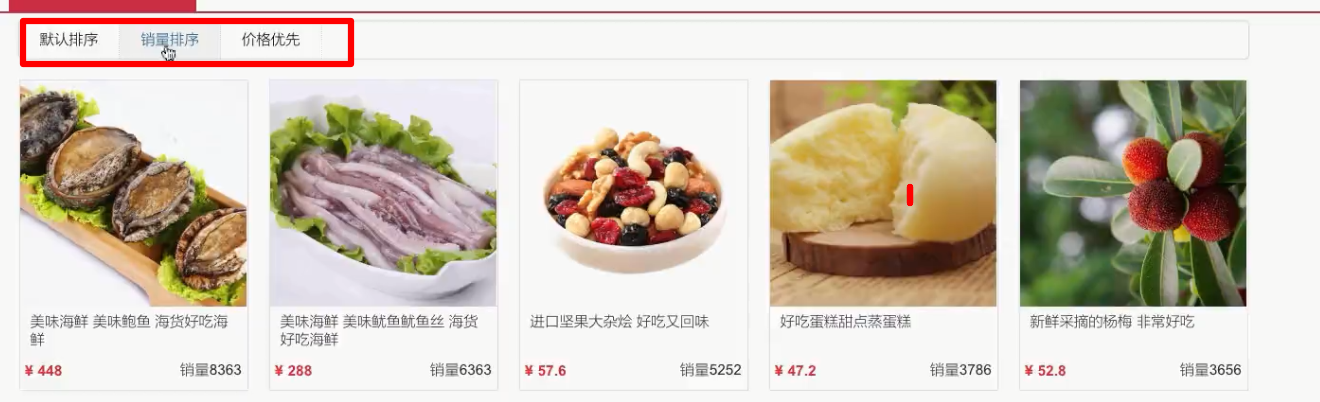 默认排序 销量排序 价格优先
美味海鲜 美味鲍鱼 海货好吃海
鲜
¥ 448 销量8363
美味海鲜 美味鱿鱼鱿鱼丝 海货
好吃海鲜
¥ 288 销量6363
进口坚果大杂烩 好吃又回味
¥ 57.6 销量5252
好吃蛋糕甜点蒸蛋糕
¥ 47.2 销量3786
新鲜采摘的杨梅 非常好吃
¥ 52.8 销量3656